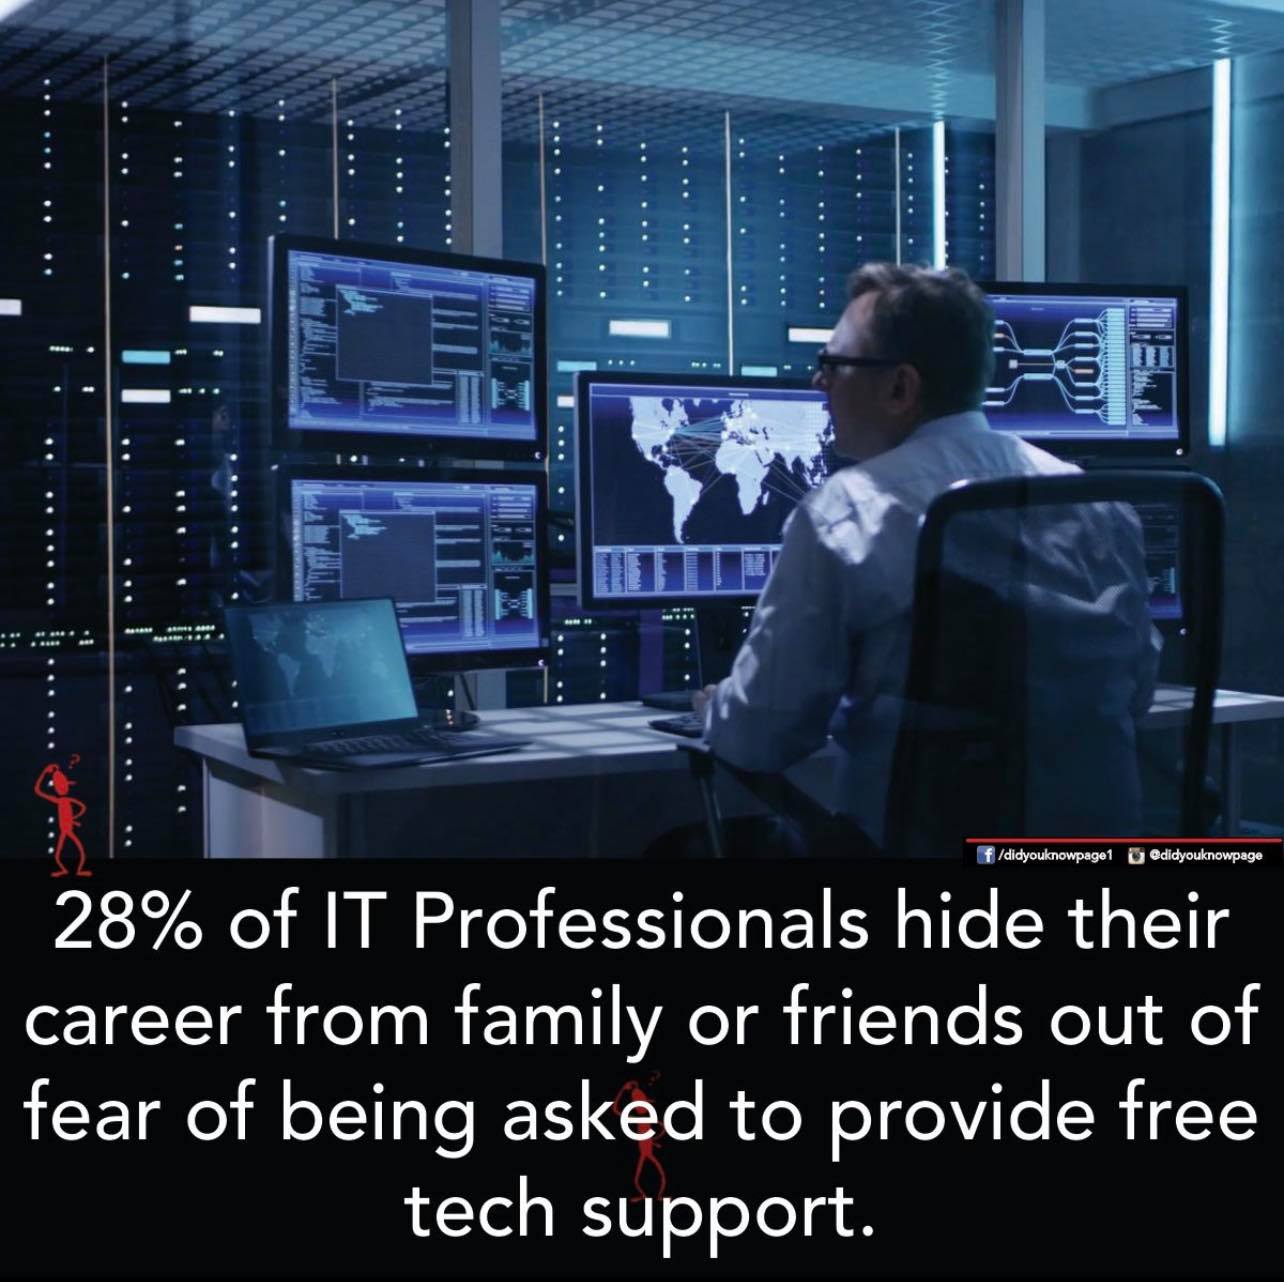 /didyouknowpage1 @didyouknowpage
28% of IT Professionals hide their
career from family or friends out of
fear of being asked to provide free
tech support.